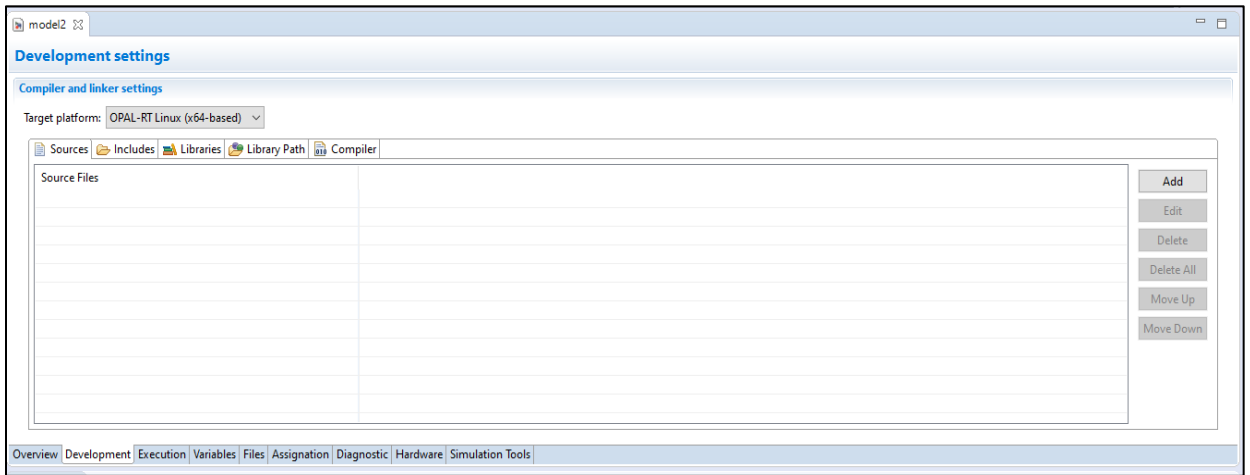 model2
Development settings
Compiler and linker settings
Target platform: OPAL-RT Linux (x64-based)
Sources Includes Libraries Library Path Compiler
Source Files
Add
Edit
Delete
Delete All
Move Up
Move Down
Overview Development Execution Variables Files Assignation Diagnostic Hardware Simulation Tools